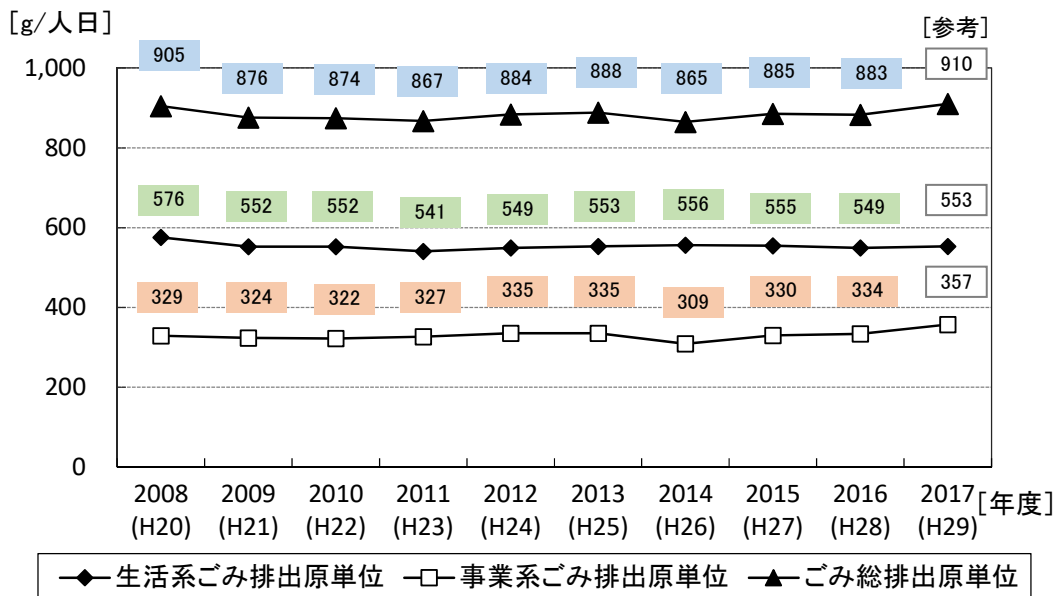 [g/人日]
[参考]
1,000
905 876 874 867 884 888 865 885 883 910
800
576 552 552 541 549 553 556 555 549 553
600
329 324 322 327 335 335 309 330 334 357
400
200
0
2008 2009 2010 2011 2012 2013 2014 2015 2016 2017
(H20) (H21) (H22) (H23) (H24) (H25) (H26) (H27) (H28) (H29)
[年度]
生活系ごみ排出原単位 事業系ごみ排出原単位 ごみ総排出原単位